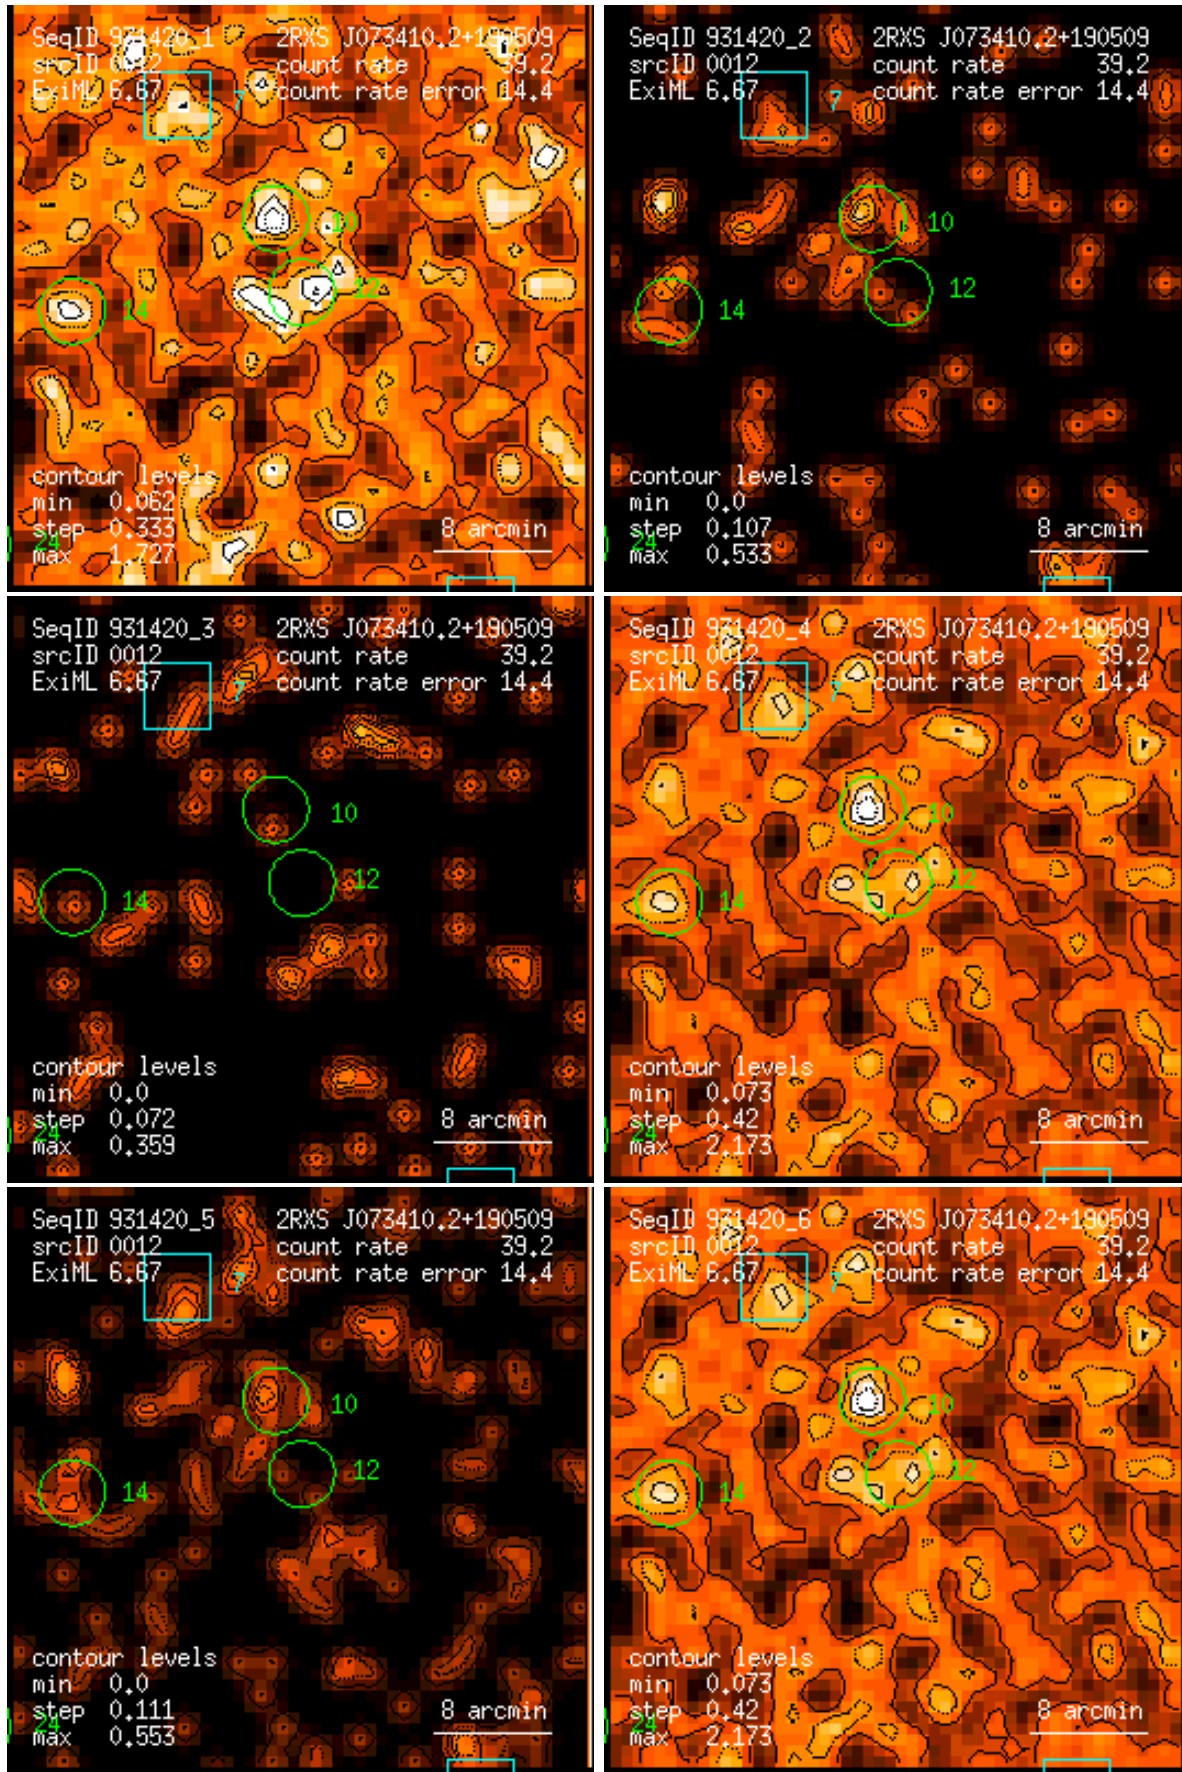 SeqID 931420_1 2RXS J073410.2+190509
srcID 0012 count rate 39.2
ExiML 6.67 7 count rate error 14.4
10
12
14
contour levels
min 0.062
step 0.333 8 arcmin
24
max 1.727
SeqID 931420_2 2RXS J073410.2+190509
srcID 0012 count rate 39.2
ExiML 6.67 7 count rate error 14.4
10
12
14
contour levels
min 0.0
step 0.107 8 arcmin
24
max 0.533
SeqID 931420_3 2RXS J073410.2+190509
srcID 0012 count rate 39.2
ExiML 6.67 7 count rate error 14.4
10
12
14
contour levels
min 0.0
step 0.072 8 arcmin
24
max 0.359
SeqID 931420_4 2RXS J073410.2+190509
srcID 0012 count rate 39.2
ExiML 6.67 7 count rate error 14.4
10
12
14
contour levels
min 0.073
step 0.42 8 arcmin
24
max 2.173
SeqID 931420_5 2RXS J073410.2+190509
srcID 0012 count rate 39.2
ExiML 6.67 7 count rate error 14.4
10
12
14
contour levels
min 0.0
step 0.111 8 arcmin
24
max 0.553
SeqID 931420_6 2RXS J073410.2+190509
srcID 0012 count rate 39.2
ExiML 6.67 7 count rate error 14.4
10
12
14
contour levels
min 0.073
step 0.42 8 arcmin
24
max 2.173